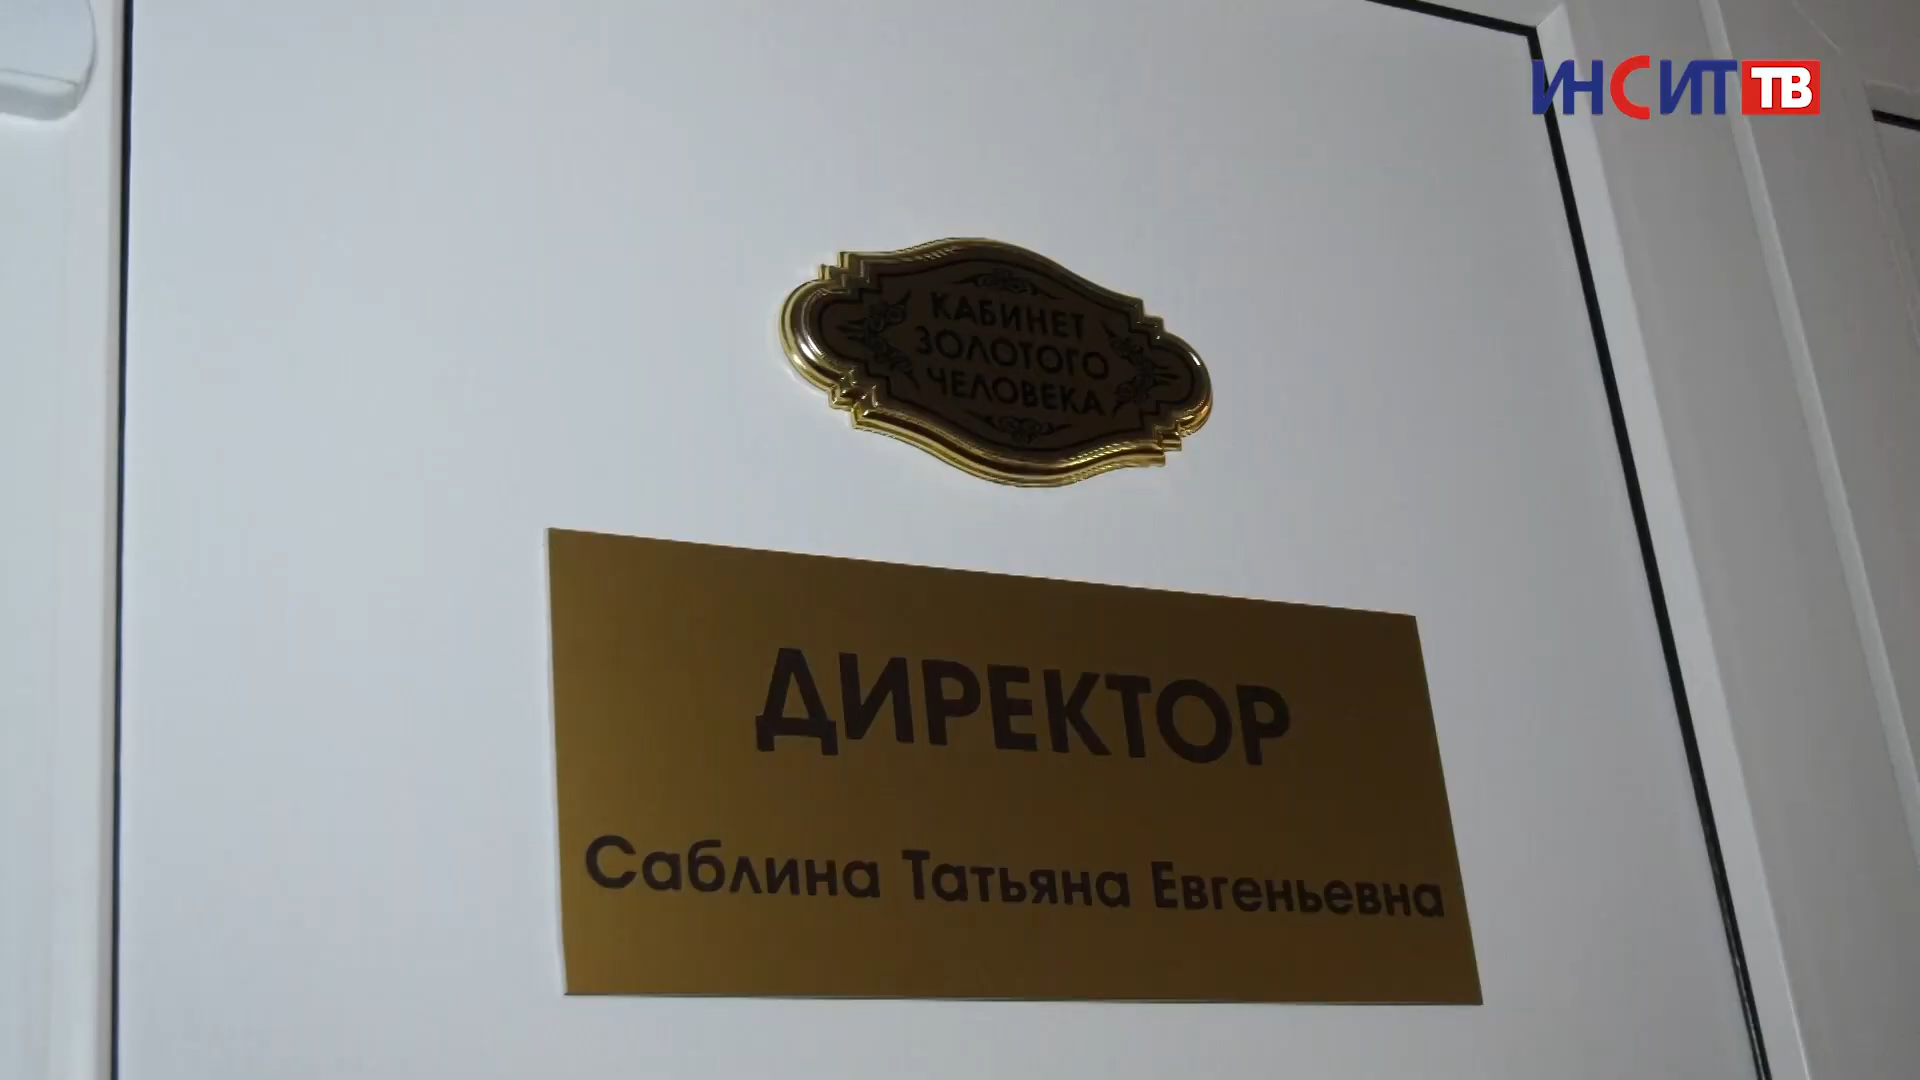 ИНСИТ ТВ
КАБИНЕТ
ЗОЛОТОГО
ЧЕЛОВЕКА
ДИРЕКТОР
Саблина Татьяна Евгеньевна